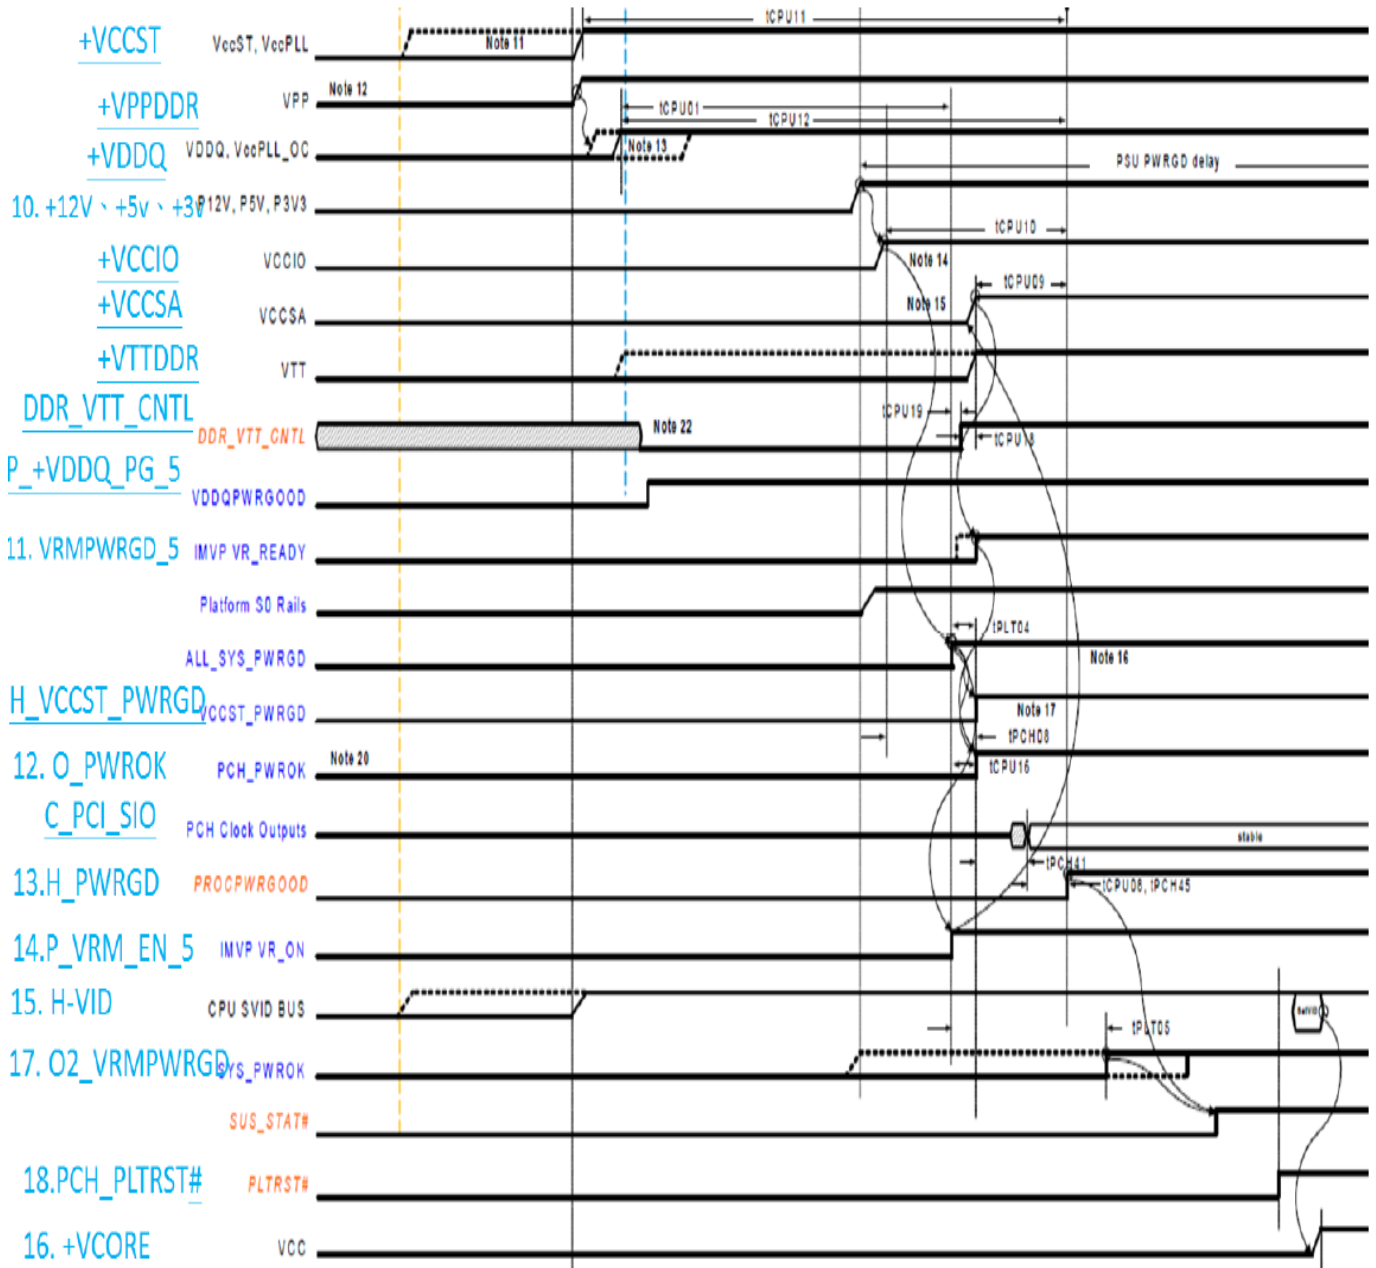 tCPU11
+VCCST VccST, VccPLL Note 11
+VPPDDR VPP Note 12
tCPU01
tCPU12
+VDDQ VDDQ, VccPLL_OC Note 13
PSU PWRGD delay
10. +12V、+5v、+3v P12V, P5V, P3V3
tCPU10
+VCCIO VCCIO Note 14
tCPU09
+VCCSA VCCSA Note 15
+VTTDDR VTT
tCPU19
DDR_VTT_CNTL DDR_VTT_CNTL Note 22 tCPU18
P_+VDDQ_PG_5 VDDQPWRGOOD
11. VRMPWRGD_5 IMVP VR_READY
Platform S0 Rails
tPLT04
ALL_SYS_PWRGD Note 16
H_VCCST_PWRGD VCCST_PWRGD Note 17
tPCH08
12. O_PWROK PCH_PWROK Note 20 tCPU16
C_PCI_SIO PCH Clock Outputs stable
tPCH41
13.H_PWRGD PROCPWRGOOD tCPU08, tPCH45
14.P_VRM_EN_5 IMVP VR_ON
15. H-VID CPU SVID BUS
tPLT05
17. O2_VRMPWRGD SYS_PWROK
SUS_STAT#
18.PCH_PLTRST# PLTRST#
16. +VCORE VCC